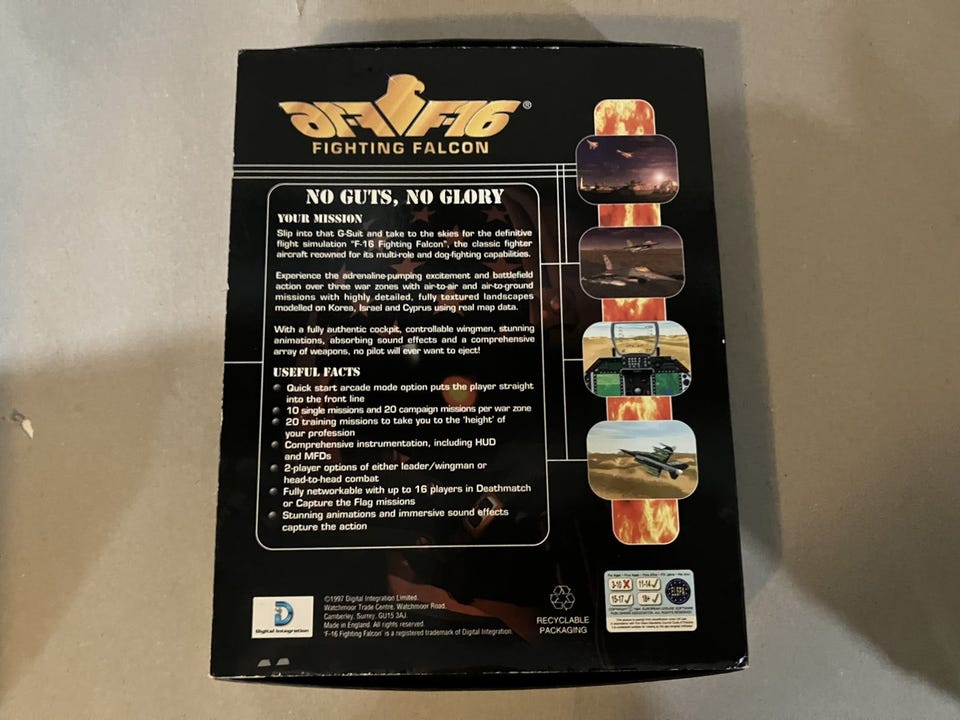 F-16 ®
FIGHTING FALCON
NO GUTS, NO GLORY
YOUR MISSION
Slip into that G-Suit and take to the skies for the definitive
flight simulation "F-16 Fighting Falcon", the classic fighter
aircraft reowned for its multi-role and dog-fighting capabilities.
Experience the adrenaline-pumping excitement and battlefield
action over three war zones with air-to-air and air-to-ground
missions with highly detailed, fully textured landscapes
modelled on Korea, Israel and Cyprus using real map data.
With a fully authentic cockpit, controllable wingmen, stunning
animations, absorbing sound effects and a comprehensive
array of weapons, no pilot will ever want to eject!
USEFUL FACTS
Quick start arcade mode option puts the player straight
into the front line
10 single missions and 20 campaign missions per war zone
20 training missions to take you to the 'height' of
your profession
Comprehensive instrumentation, including HUD
and MFDs
2-player options of either leader/wingman or
head-to-head combat
Fully networkable with up to 16 players in Deathmatch
or Capture the Flag missions
Stunning animations and immersive sound effects
capture the action
Digital Integration
©1997 Digital Integration Limited.
Watchmoor Trade Centre, Watchmoor Road,
Camberley, Surrey, GU15 3AJ
Made in England. All rights reserved.
'F-16 Fighting Falcon' is a registered trademark of Digital Integration.
RECYCLABLE
PACKAGING
3-10 11-14
15-17 18+
ELSPA